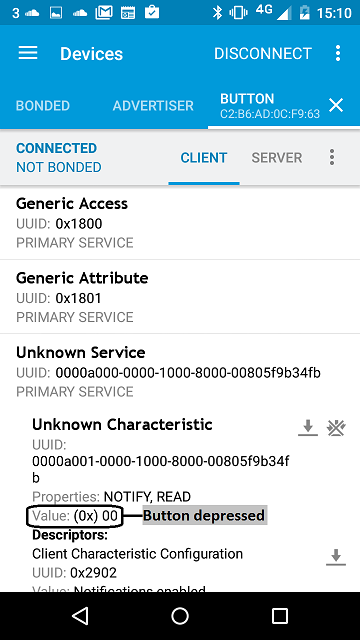 3 4G 15:10
Devices DISCONNECT
BONDED ADVERTISER BUTTON
C2:B6:AD:0C:F9:63
CONNECTED
NOT BONDED
CLIENT SERVER
Generic Access
UUID: 0x1800
PRIMARY SERVICE
Generic Attribute
UUID: 0x1801
PRIMARY SERVICE
Unknown Service
UUID: 0000a000-0000-1000-8000-00805f9b34fb
PRIMARY SERVICE
Unknown Characteristic
UUID:
0000a001-0000-1000-8000-00805f9b34f
b
Properties: NOTIFY, READ
Value: (0x) 00 Button depressed
Descriptors:
Client Characteristic Configuration
UUID: 0x2902
Value: Notifications enabled